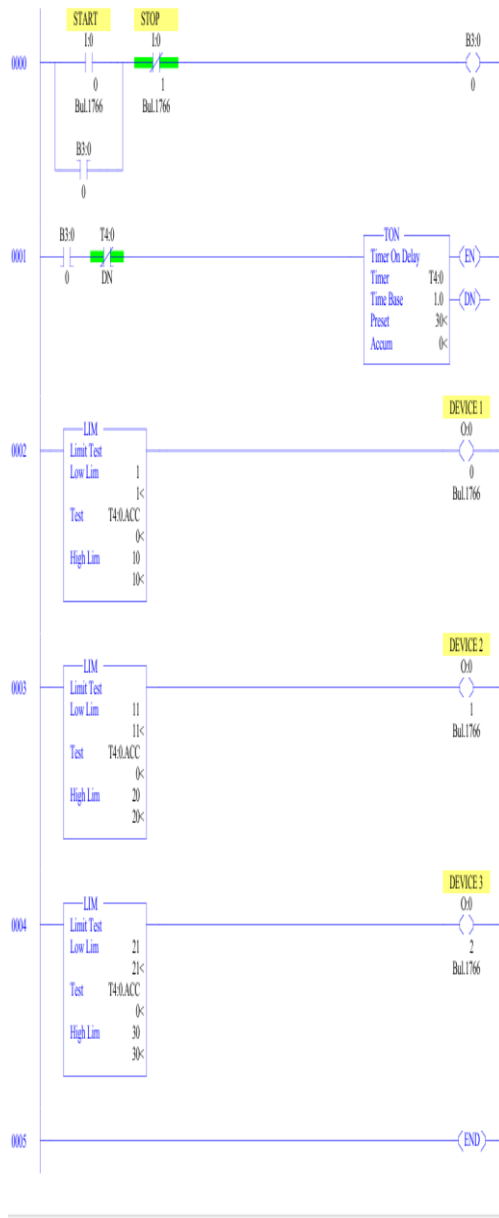 START STOP
I:0 I:0 B3:0
0000
0 1 0
Bul.1766 Bul.1766
B3:0
0
B3:0 T4:0 TON
0001 Timer On Delay EN
0 DN Timer T4:0
Time Base 1.0 DN
Preset 30<
Accum 0<
DEVICE 1
LIM O:0
0002 Limit Test
Low Lim 1 0
1< Bul.1766
Test T4:0.ACC
0<
High Lim 10
10<
DEVICE 2
LIM O:0
0003 Limit Test
Low Lim 11 1
11< Bul.1766
Test T4:0.ACC
0<
High Lim 20
20<
DEVICE 3
LIM O:0
0004 Limit Test
Low Lim 21 2
21< Bul.1766
Test T4:0.ACC
0<
High Lim 30
30<
0005 END